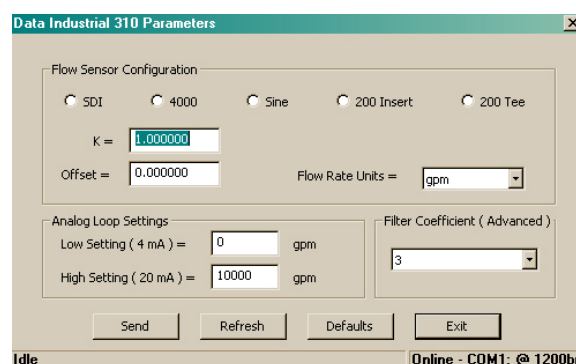 Data Industrial 310 Parameters
Flow Sensor Configuration
SDI 4000 Sine 200 Insert 200 Tee
K = 1.000000
Offset = 0.000000 Flow Rate Units = gpm
Analog Loop Settings Filter Coefficient ( Advanced )
Low Setting ( 4 mA ) = 0 gpm
3
High Setting ( 20 mA ) = 10000 gpm
Send Refresh Defaults Exit
Idle Online - COM1: @ 1200b